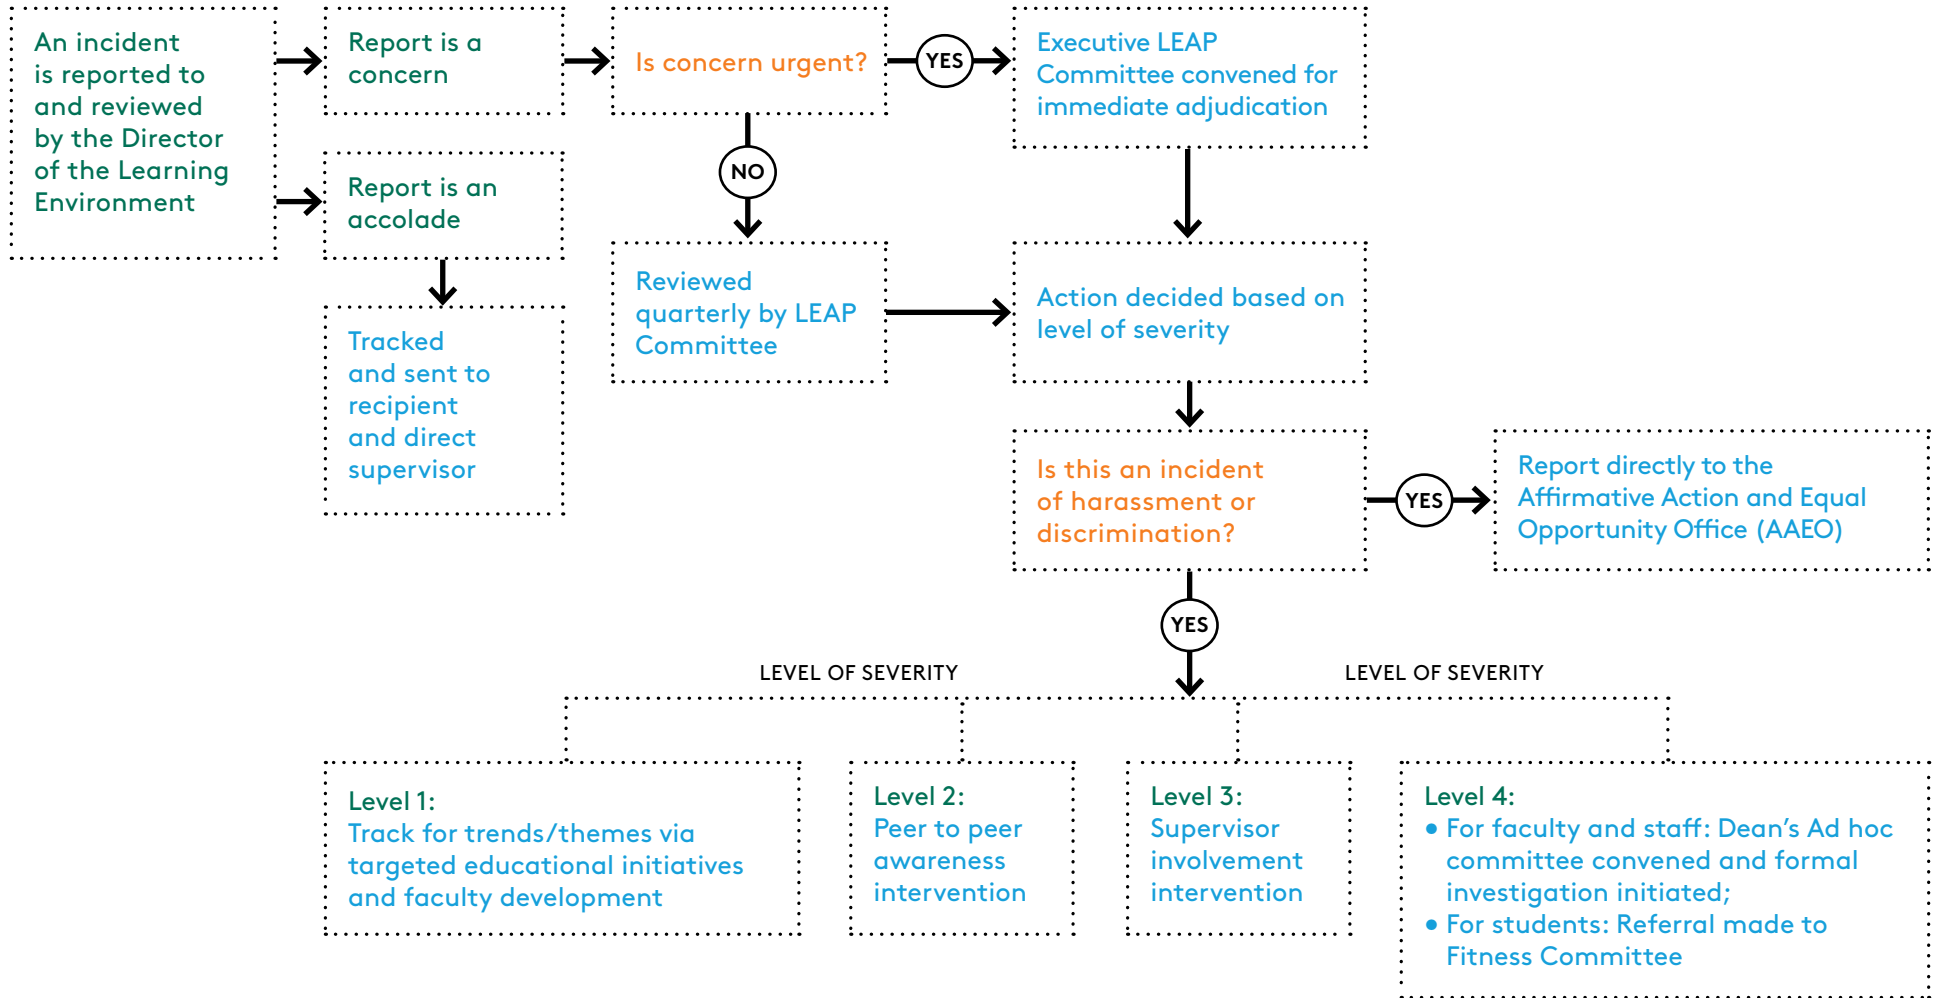 An incident
is reported to
and reviewed
by the Director
of the Learning
Environment
Report is a
concern
Is concern urgent?
YES
Executive LEAP
Committee convened for
immediate adjudication
Report is an
accolade
NO
Tracked
and sent to
recipient
and direct
supervisor
Reviewed
quarterly by LEAP
Committee
Action decided based on
level of severity
Is this an incident
of harassment or
discrimination?
YES
Report directly to the
Affirmative Action and Equal
Opportunity Office (AAEO)
YES
LEVEL OF SEVERITY
LEVEL OF SEVERITY
Level 1:
Track for trends/themes via
targeted educational initiatives
and faculty development
Level 2:
Peer to peer
awareness
intervention
Level 3:
Supervisor
involvement
intervention
Level 4:
• For faculty and staff: Dean’s Ad hoc
committee convened and formal
investigation initiated;
• For students: Referral made to
Fitness Committee